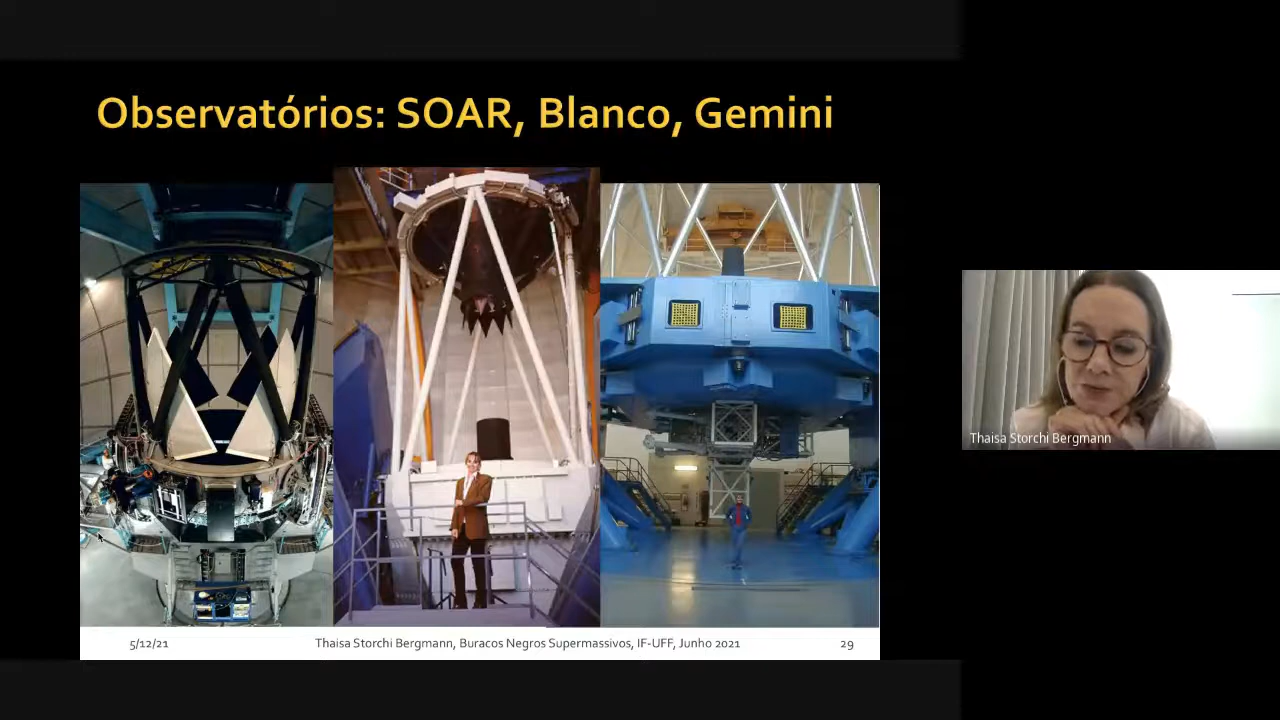 Observatórios: SOAR, Blanco, Gemini
Thaisa Storchi Bergmann
5/12/21
Thaisa Storchi Bergmann, Buracos Negros Supermassivos, IF-UFF, Junho 2021
29